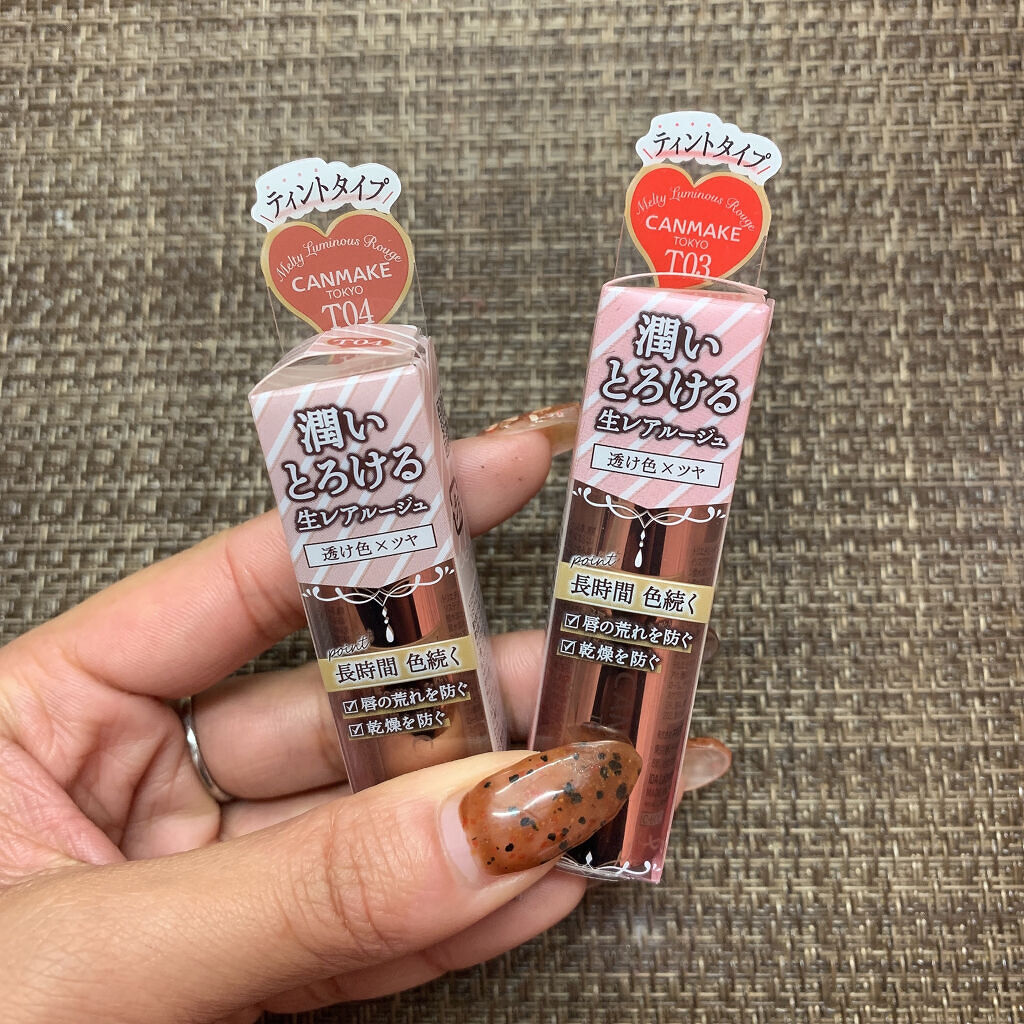 ティントタイプ
Melty Luminous Rouge
CANMAKE
TOKYO
T04
T04
潤い
とろける
生レアルージュ
透け色×ツヤ
point
長時間 色続く
唇の荒れを防ぐ
乾燥を防ぐ
ティントタイプ
Melty Luminous Rouge
CANMAKE
TOKYO
T03
潤い
とろける
生レアルージュ
透け色×ツヤ
point
長時間 色続く
唇の荒れを防ぐ
乾燥を防ぐ